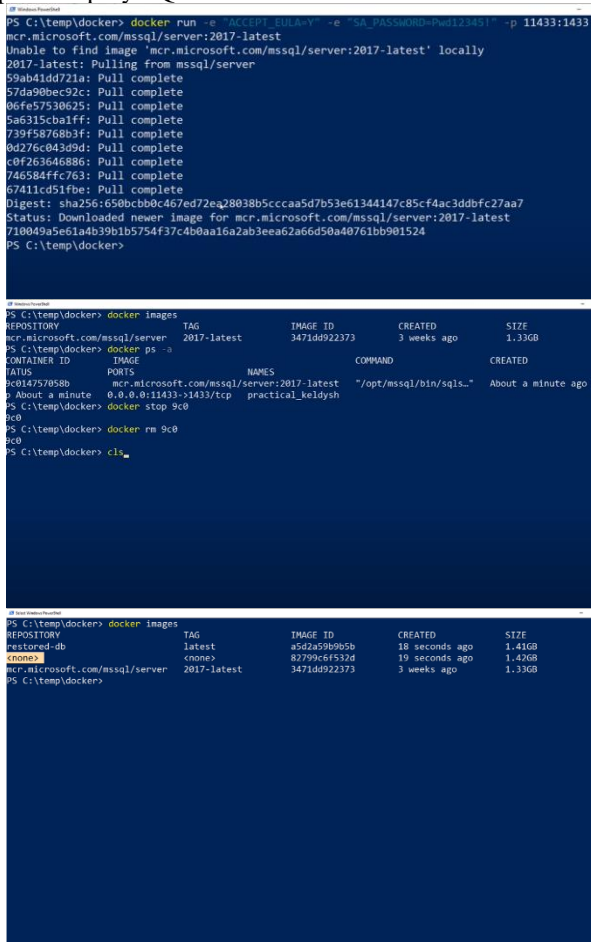 PS C:\temp\docker> docker run -e "ACCEPT_EULA=Y" -e "SA_PASSWORD=Pwd12345!" -p 11433:1433
mcr.microsoft.com/mssql/server:2017-latest
Unable to find image 'mcr.microsoft.com/mssql/server:2017-latest' locally
2017-latest: Pulling from mssql/server
59ab41dd721a: Pull complete
57da90bec92c: Pull complete
06fe57530625: Pull complete
5a6315cba1ff: Pull complete
739f58768b3f: Pull complete
0d276c043d9d: Pull complete
c0f263646886: Pull complete
746584ffc763: Pull complete
67411cd51fbe: Pull complete
Digest: sha256:650bcbb0c467ed72ea28038b5cccaa5d7b53e61344147c85cf4ac3ddbfc27aa7
Status: Downloaded newer image for mcr.microsoft.com/mssql/server:2017-latest
710049a5e61a4b39b1b5754f37c4b0aa16a2ab3eea62a66d50a40761bb901524
PS C:\temp\docker>
Windows PowerShell
PS C:\temp\docker> docker images
REPOSITORY TAG IMAGE ID CREATED SIZE
mcr.microsoft.com/mssql/server 2017-latest 3471dd922373 3 weeks ago 1.33GB
PS C:\temp\docker> docker ps -a
CONTAINER ID IMAGE COMMAND CREATED
TATUS PORTS NAMES
9c014757058b mcr.microsoft.com/mssql/server:2017-latest "/opt/mssql/bin/sqls…" About a minute ago
p About a minute 0.0.0.0:11433->1433/tcp practical_keldysh
PS C:\temp\docker> docker stop 9c0
9c0
PS C:\temp\docker> docker rm 9c0
9c0
PS C:\temp\docker> cls
Select Windows PowerShell
PS C:\temp\docker> docker images
REPOSITORY TAG IMAGE ID CREATED SIZE
restored-db latest a5d2a59b9b5b 18 seconds ago 1.41GB
<none> <none> 82799c6f532d 19 seconds ago 1.42GB
mcr.microsoft.com/mssql/server 2017-latest 3471dd922373 3 weeks ago 1.33GB
PS C:\temp\docker>